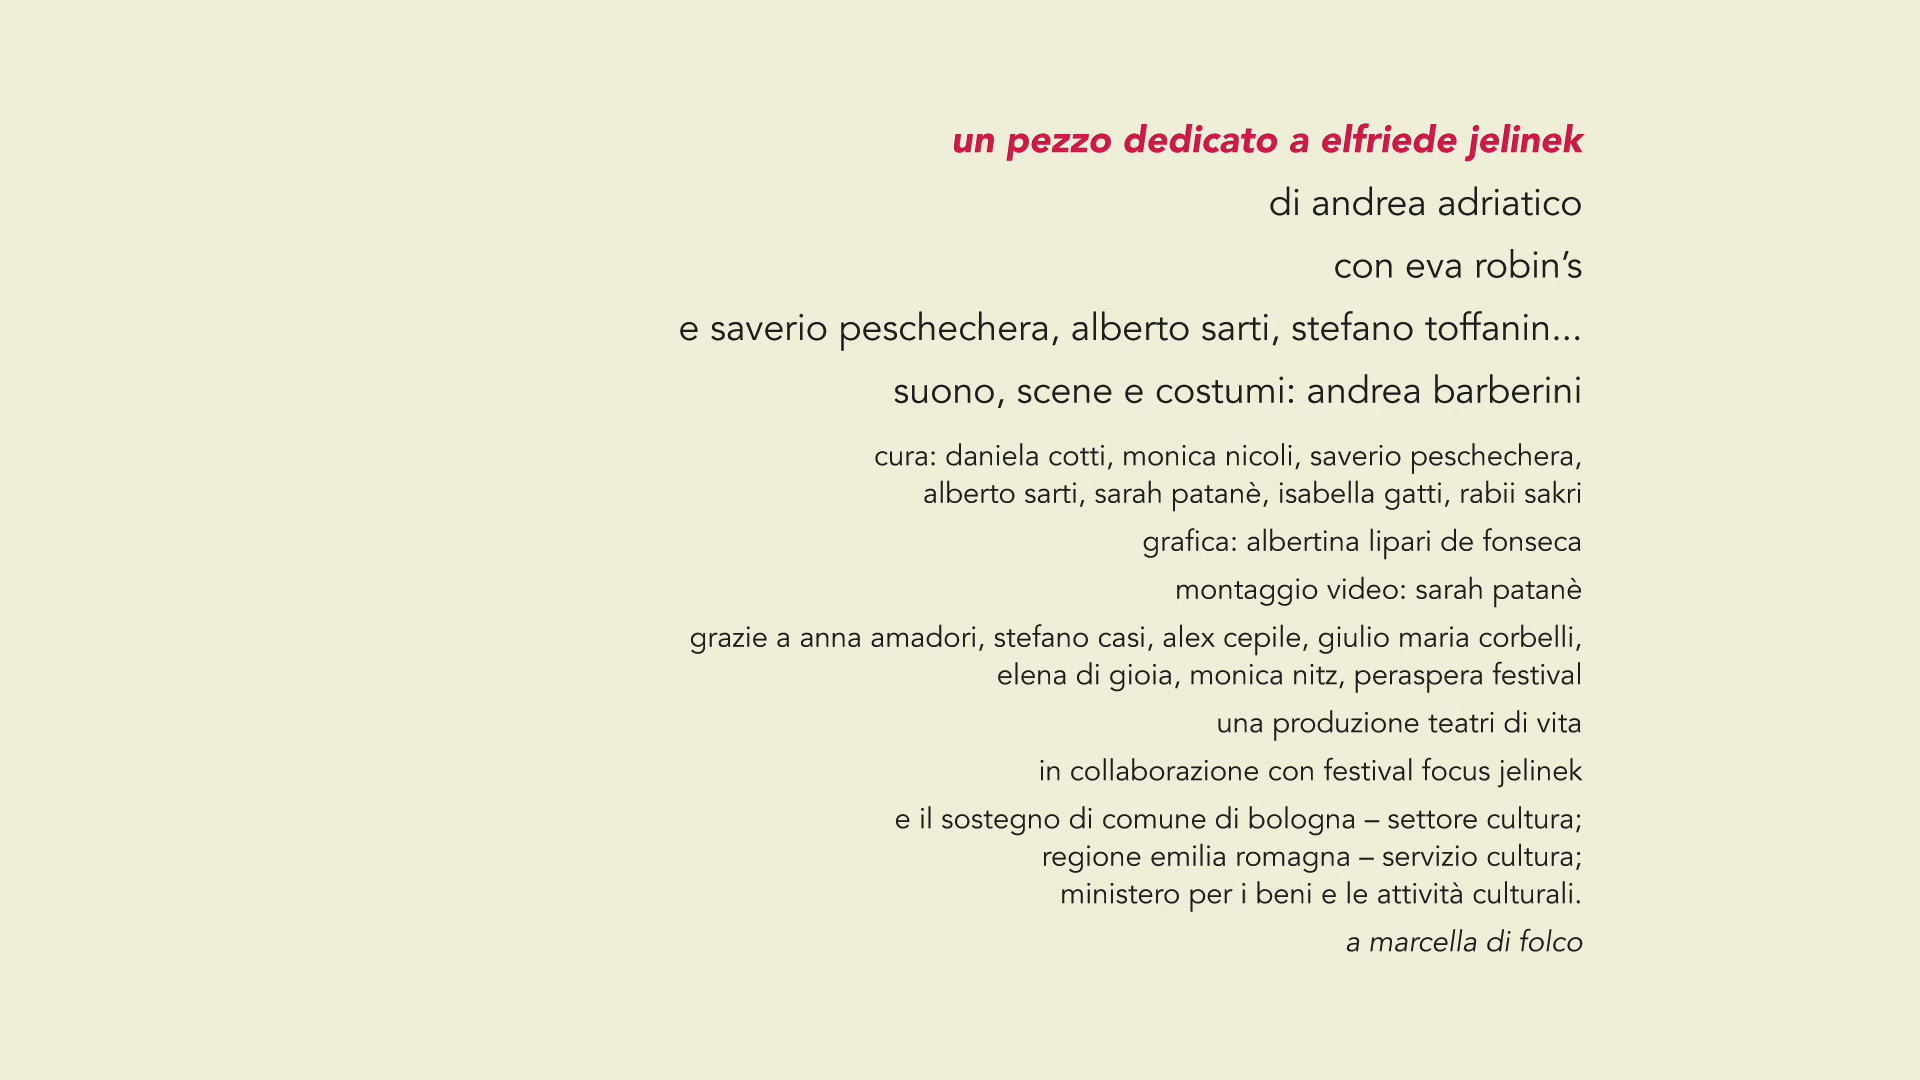 un pezzo dedicato a elfriede jelinek
di andrea adriatico
con eva robin’s
e saverio peschechera, alberto sarti, stefano toffanin...
suono, scene e costumi: andrea barberini
cura: daniela cotti, monica nicoli, saverio peschechera,
alberto sarti, sarah patanè, isabella gatti, rabii sakri
grafica: albertina lipari de fonseca
montaggio video: sarah patanè
grazie a anna amadori, stefano casi, alex cepile, giulio maria corbelli,
elena di gioia, monica nitz, peraspera festival
una produzione teatri di vita
in collaborazione con festival focus jelinek
e il sostegno di comune di bologna – settore cultura;
regione emilia romagna – servizio cultura;
ministero per i beni e le attività culturali.
a marcella di folco